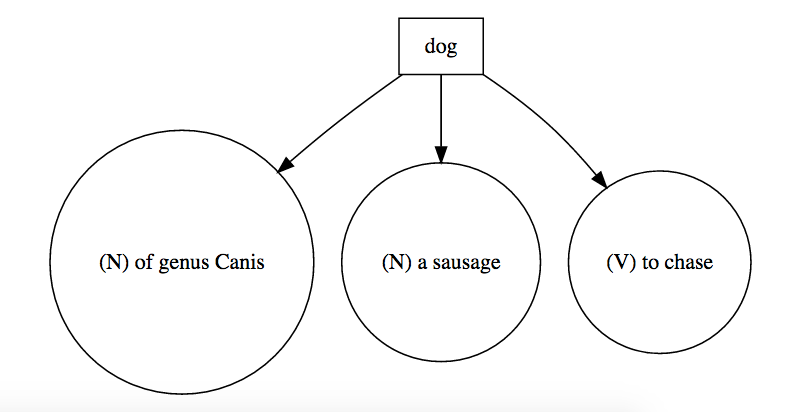 dog
(N) of genus Canis
(N) a sausage
(V) to chase